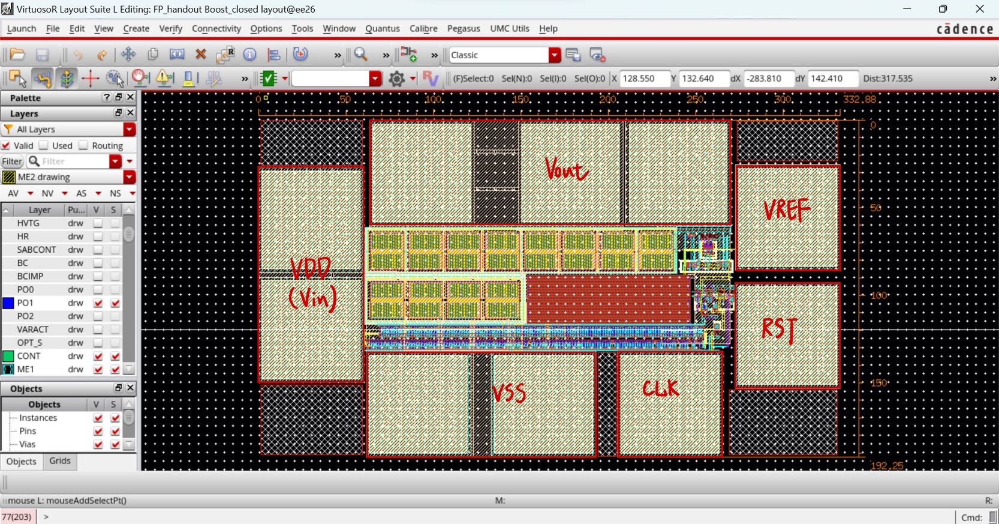 VirtuosoR Layout Suite L Editing: FP_handout Boost_closed layout@ee26
Launch File Edit View Create Verify Connectivity Options Tools Window Quantus Calibre Pegasus UMC Utils Help cādence
R » » » Classic
» (F)Select:0 Sel(N):0 Sel(I):0 Sel(O):0 X 128.550 Y 132.640 dX -283.810 dY 142.410 Dist:317.535 »
Palette ?
Layers
All Layers
Valid Used Routing
Filter Filter
ME2 drawing
AV NV AS NS
Layer Pu... V S
HVTG drw
HR drw
SABCONT drw
BC drw
BCIMP drw
PO0 drw
PO1 drw
PO2 drw
VARACT drw
OPT_S drw
CONT drw
ME1 drw
Objects
Objects V S
Instances
Pins
Vias
Objects Grids
0 50 100 150 200 250 300 332.88
0
50
100
150
192.25
Vout
VREF
VDD
(Vin)
RST
VSS
CLK
mouse L: mouseAddSelectPt() M: R:
77(203) > Cmd: